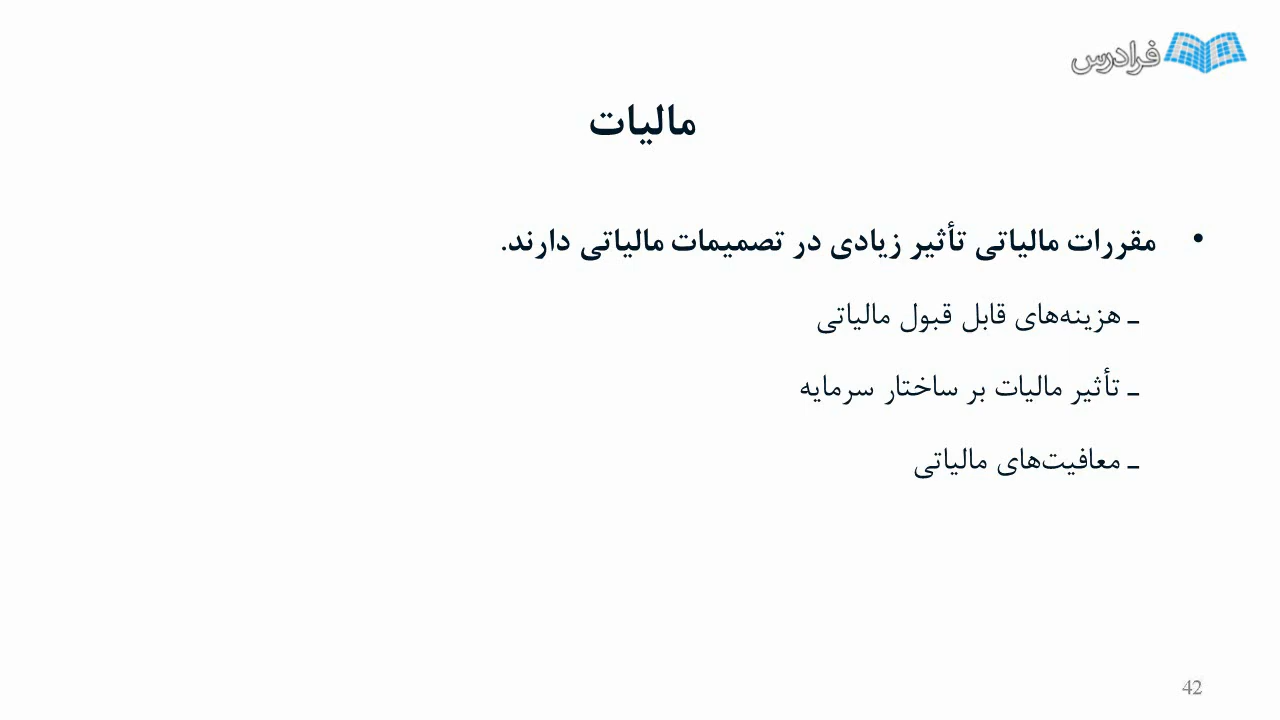 فرادرس
مالیات
• مقررات مالیاتی تأثیر زیادی در تصمیمات مالیاتی دارند.
ـ هزینه‌های قابل قبول مالیاتی
ـ تأثیر مالیات بر ساختار سرمایه
ـ معافیت‌های مالیاتی
42